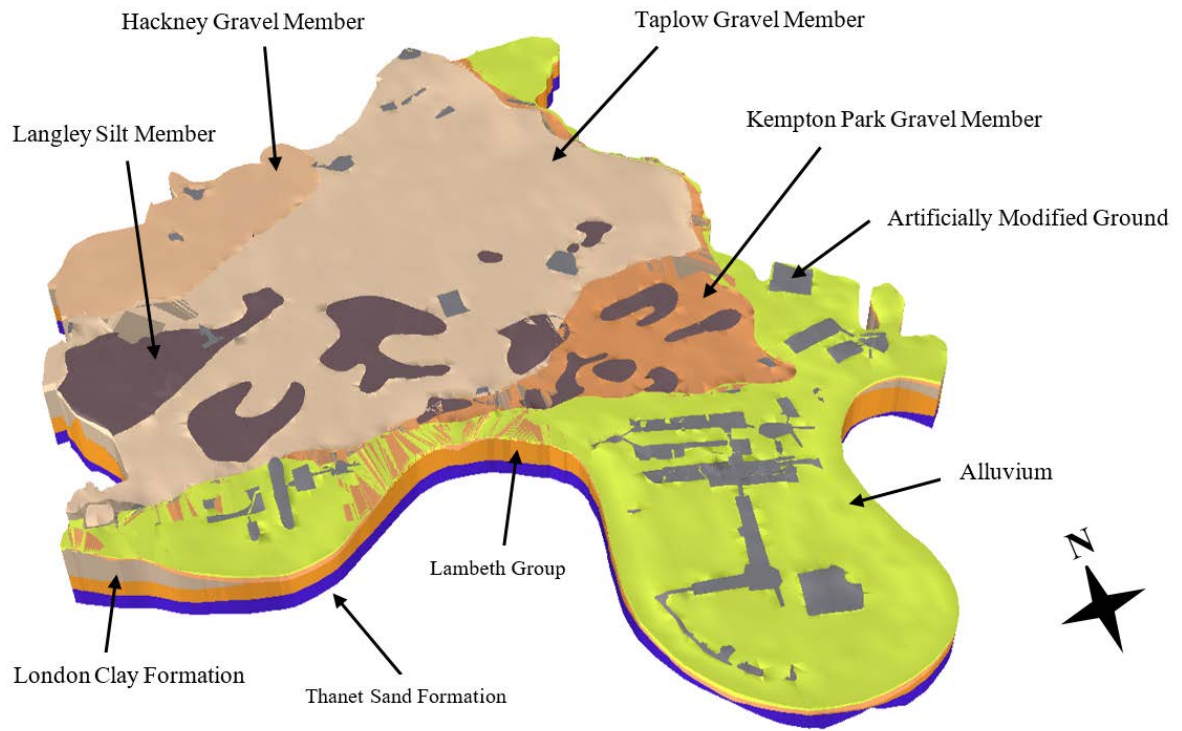 Hackney Gravel Member
Taplow Gravel Member
Langley Silt Member
Kempton Park Gravel Member
Artificially Modified Ground
Alluvium
N
Lambeth Group
London Clay Formation
Thanet Sand Formation